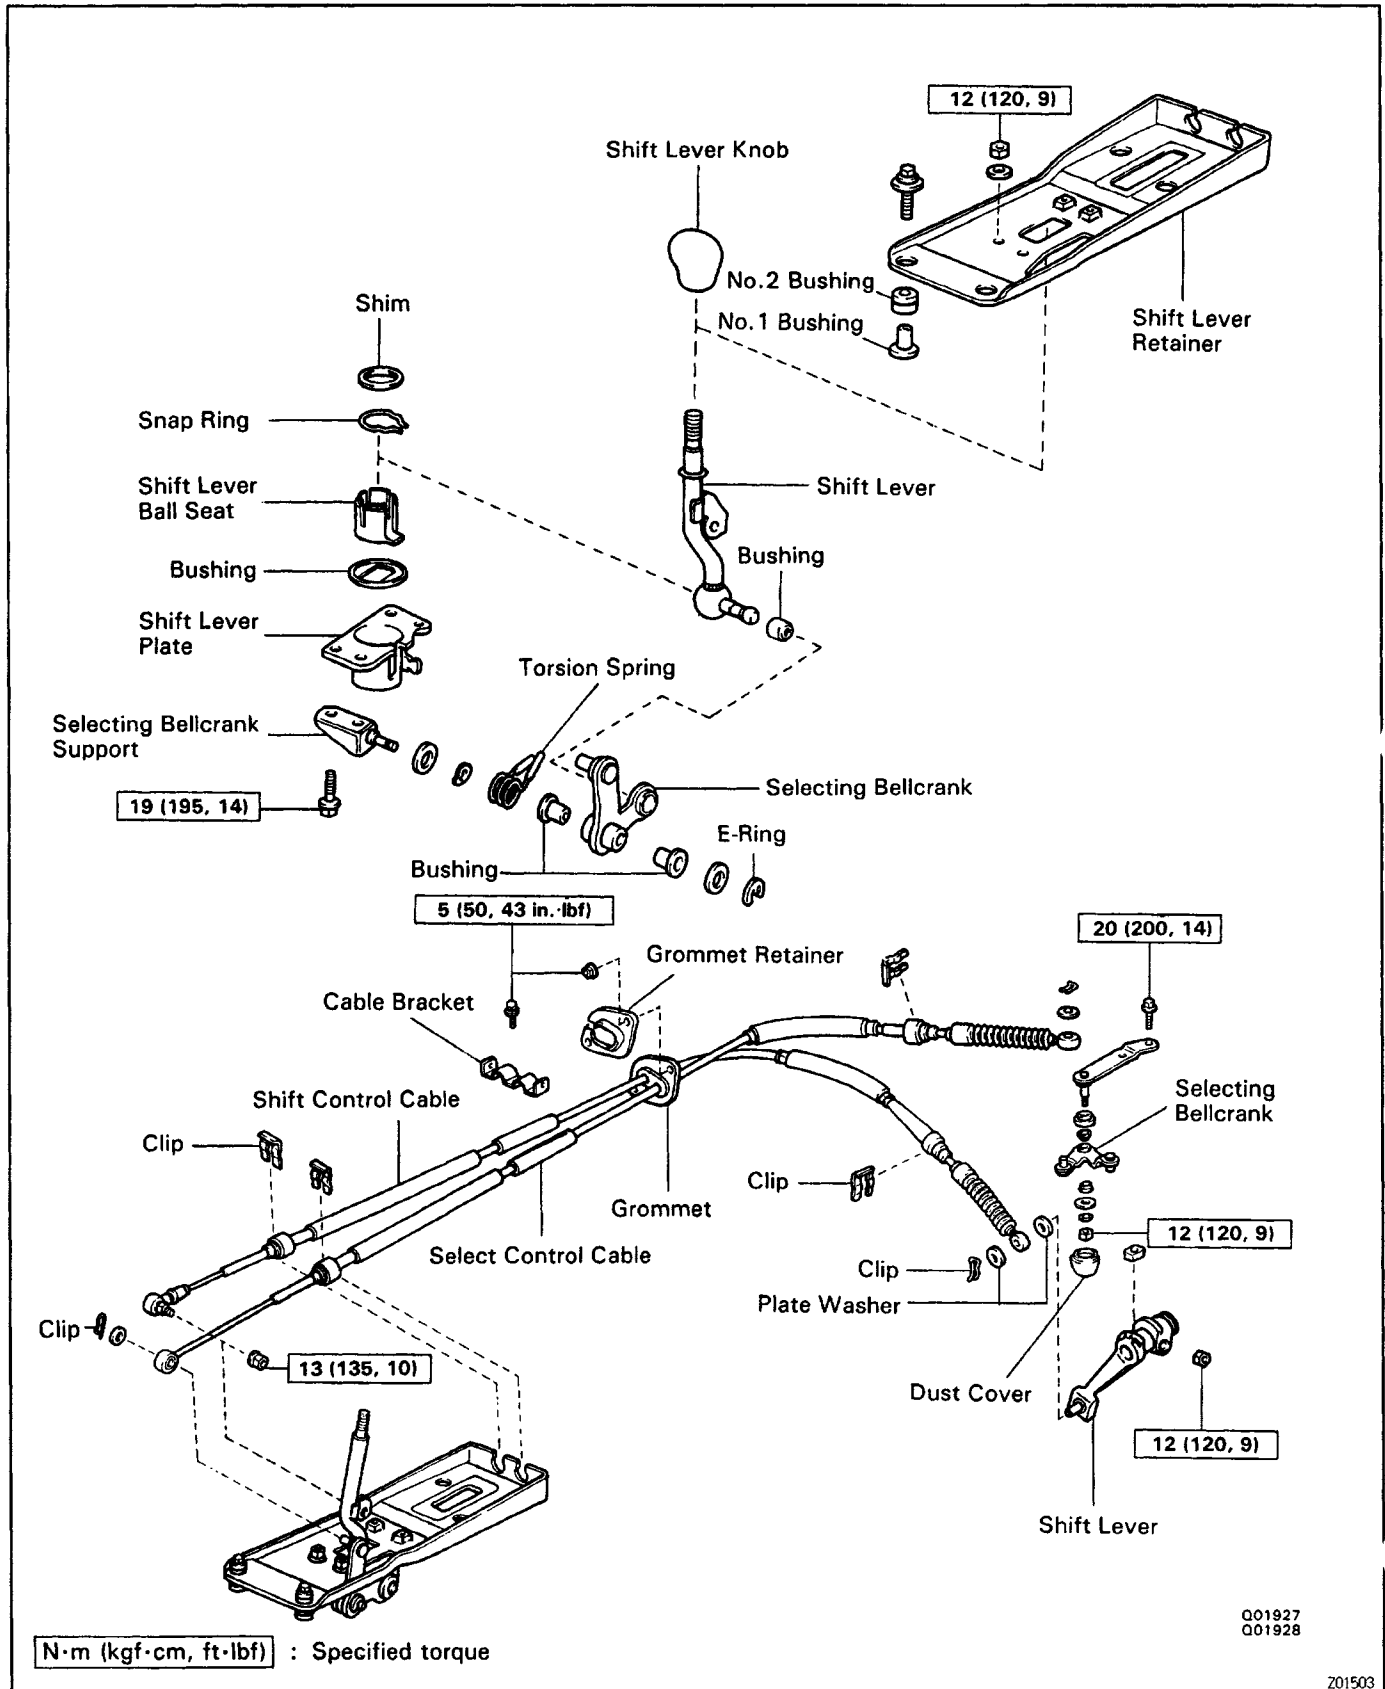 12 (120, 9)
Shift Lever Knob
No.2 Bushing
No.1 Bushing
Shift Lever
Retainer
Shim
Snap Ring
Shift Lever
Ball Seat
Shift Lever
Bushing
Bushing
Shift Lever
Plate
Torsion Spring
Selecting Bellcrank
Support
19 (195, 14)
Selecting Bellcrank
E-Ring
Bushing
5 (50, 43 in.·lbf)
20 (200, 14)
Grommet Retainer
Cable Bracket
Shift Control Cable
Selecting
Bellcrank
Clip
Clip
Grommet
Select Control Cable
12 (120, 9)
Clip
Plate Washer
Clip
13 (135, 10)
Dust Cover
12 (120, 9)
Shift Lever
Q01927
Q01928
N·m (kgf·cm, ft·lbf) : Specified torque
Z01503